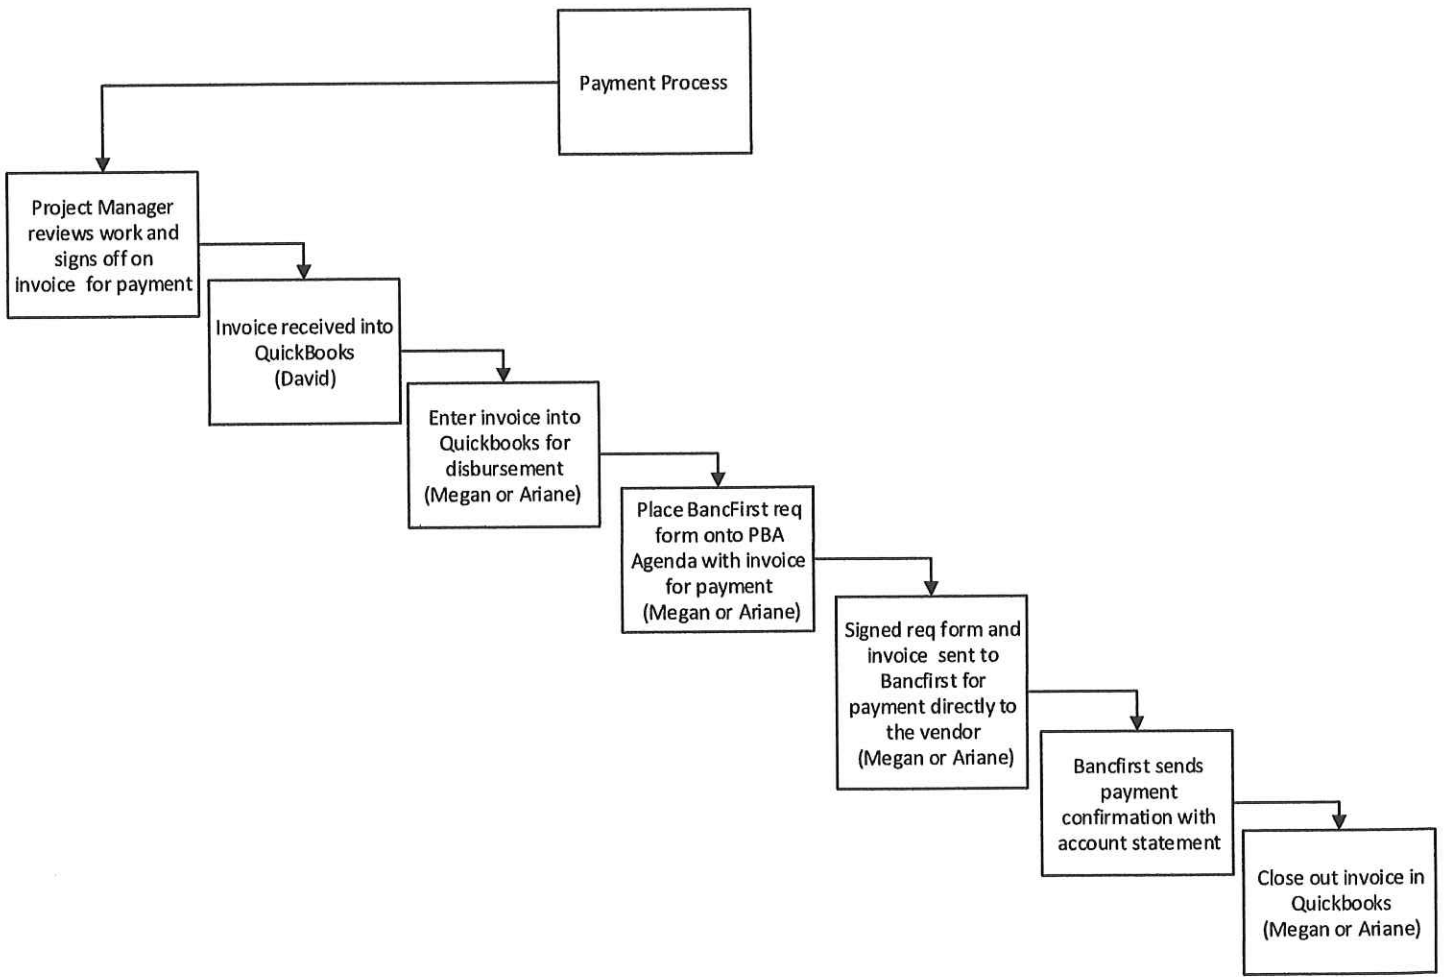 Payment Process
Project Manager
reviews work and
signs off on
invoice for payment
Invoice received into
QuickBooks
(David)
Enter invoice into
Quickbooks for
disbursement
(Megan or Ariane)
Place BancFirst req
form onto PBA
Agenda with invoice
for payment
(Megan or Ariane)
Signed req form and
invoice sent to
Bancfirst for
payment directly to
the vendor
(Megan or Ariane)
Bancfirst sends
payment
confirmation with
account statement
Close out invoice in
Quickbooks
(Megan or Ariane)